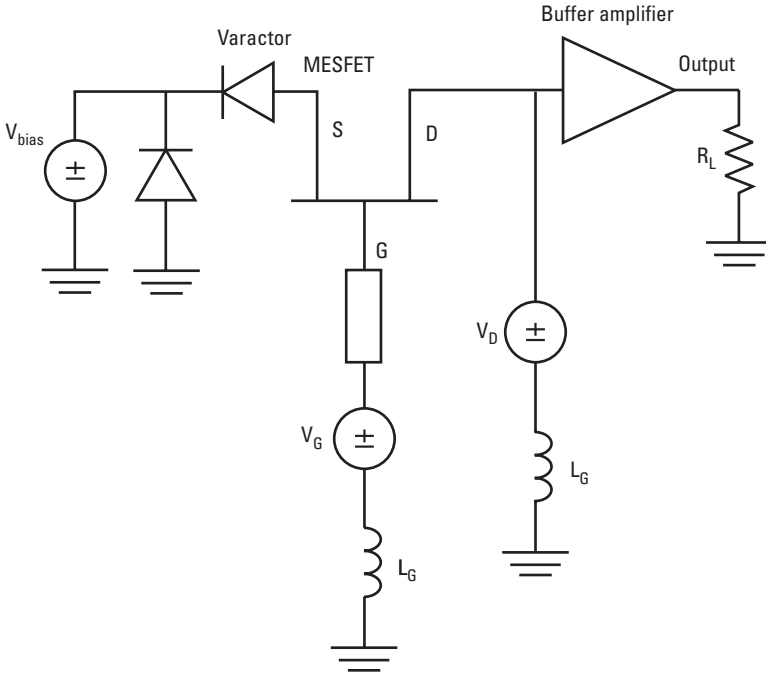 Buffer amplifier
Varactor
MESFET
Output
V_bias
S
D
R_L
G
V_D
V_G
L_G
L_G
±
±
±